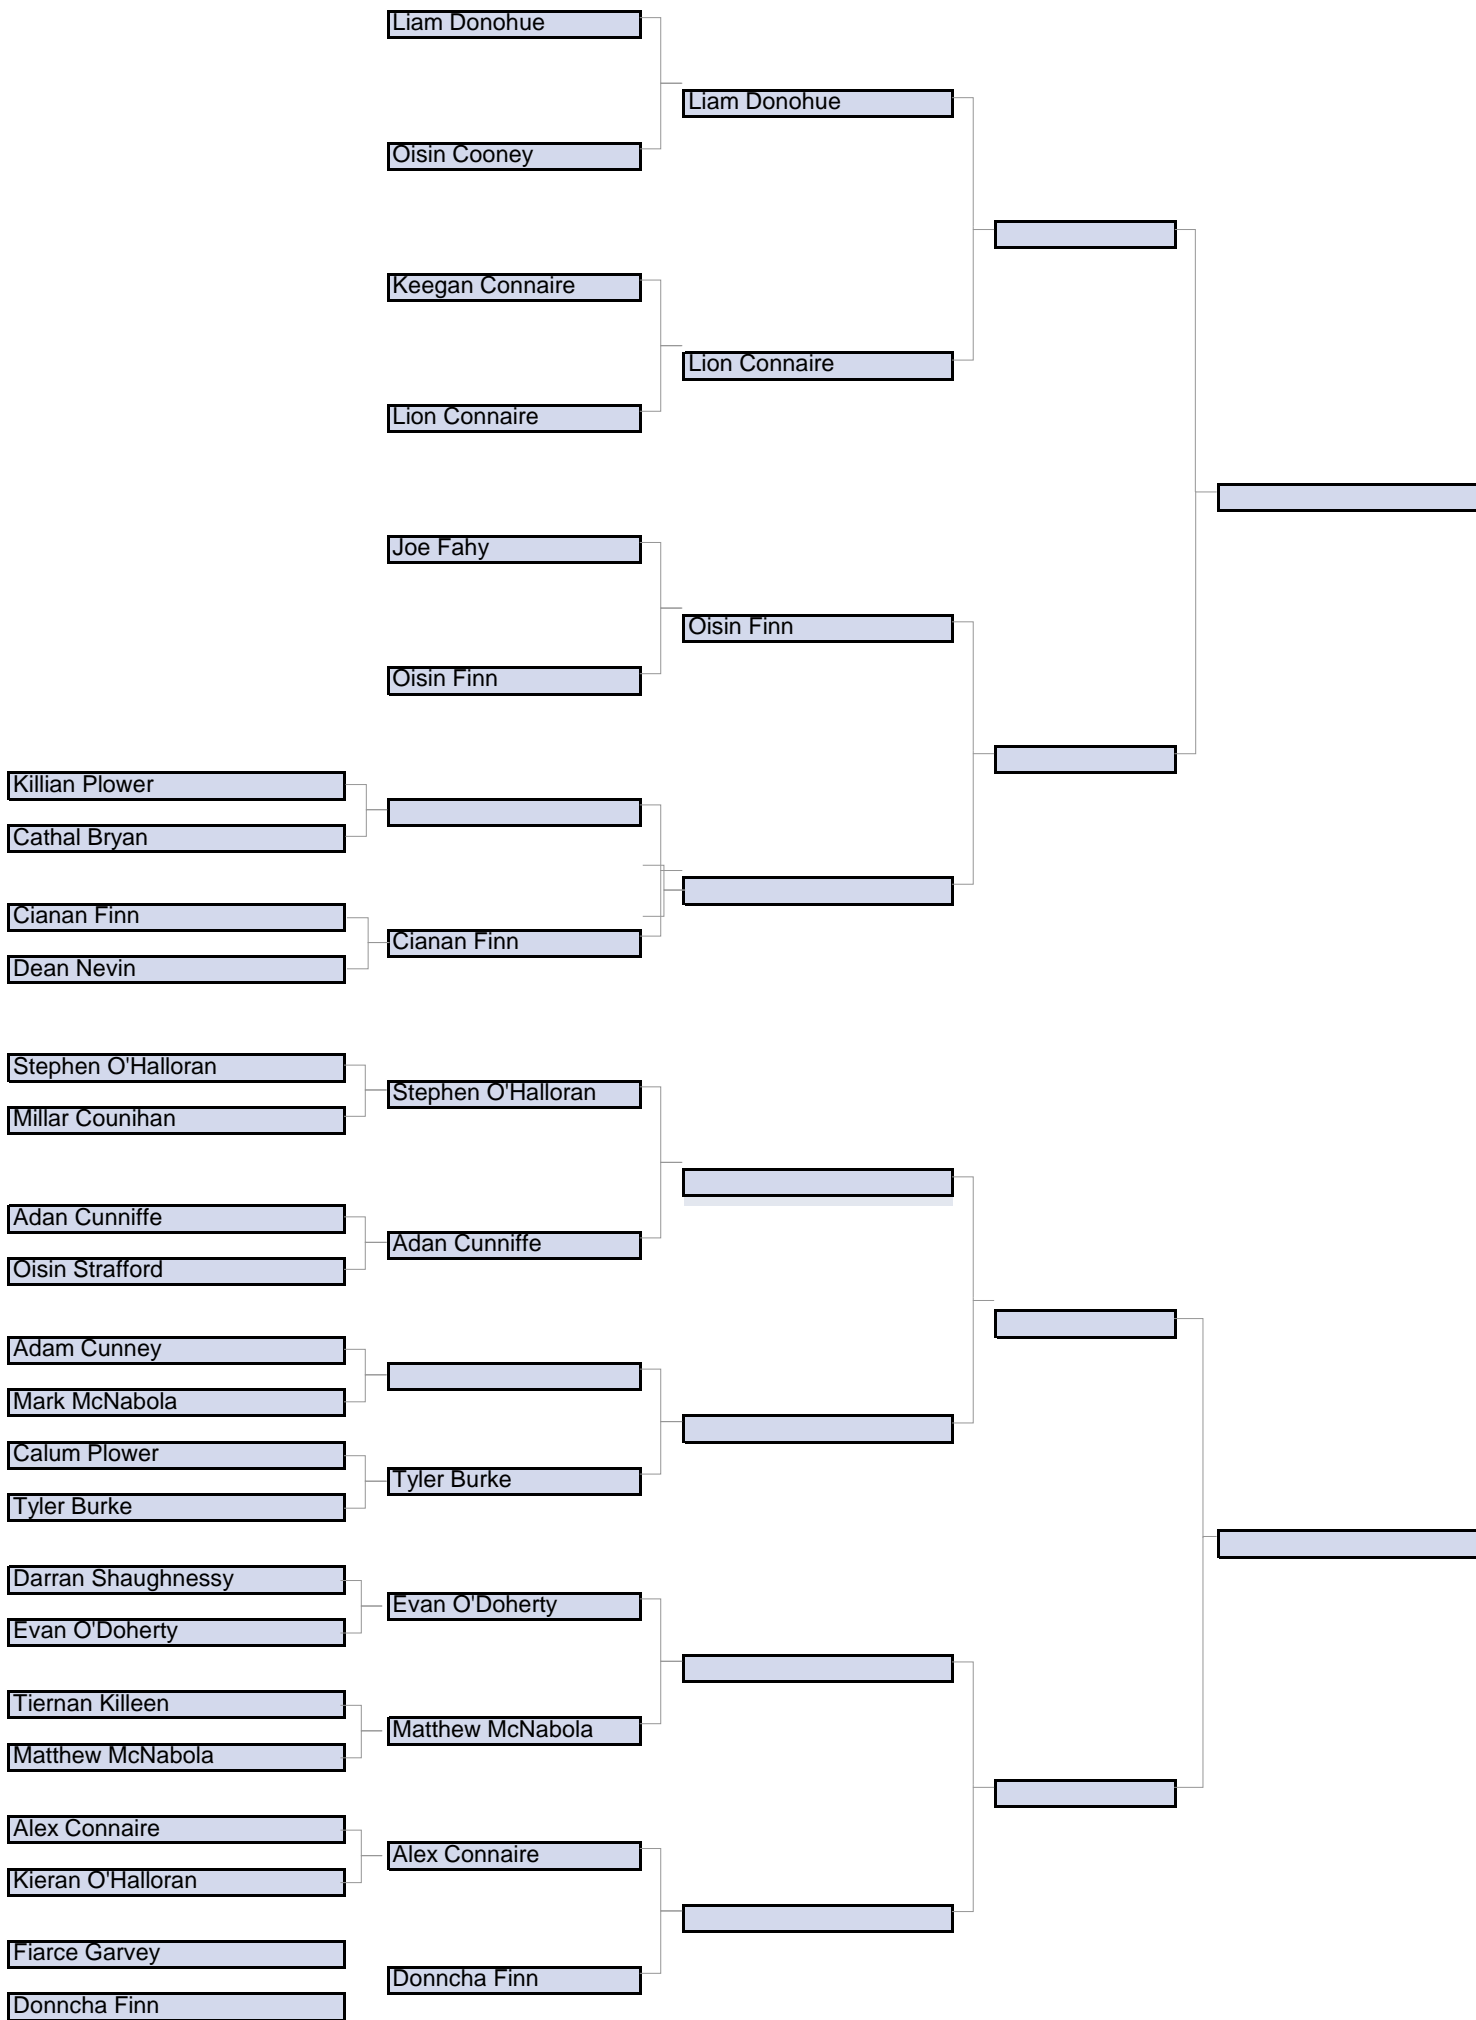 Liam Donohue
Liam Donohue
Oisin Cooney
Keegan Connaire
Lion Connaire
Lion Connaire
Joe Fahy
Oisin Finn
Oisin Finn
Killian Plower
Cathal Bryan
Cianan Finn
Cianan Finn
Dean Nevin
Stephen O'Halloran
Stephen O'Halloran
Millar Counihan
Adan Cunniffe
Adan Cunniffe
Oisin Strafford
Adam Cunney
Mark McNabola
Calum Plower
Tyler Burke
Tyler Burke
Darran Shaughnessy
Evan O'Doherty
Evan O'Doherty
Tiernan Killeen
Matthew McNabola
Matthew McNabola
Alex Connaire
Alex Connaire
Kieran O'Halloran
Fiarce Garvey
Donncha Finn
Donncha Finn